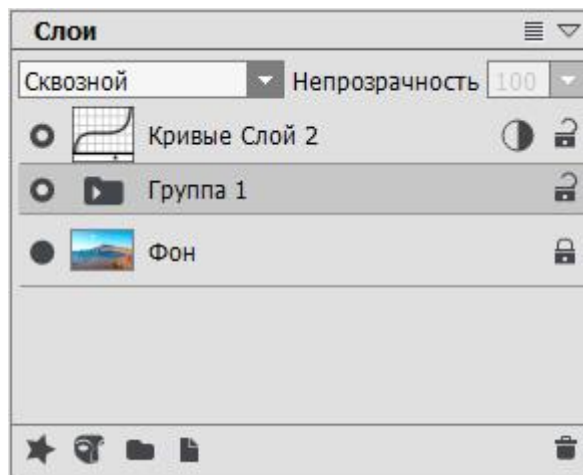 Слои
Сквозной Непрозрачность 100
Кривые Слой 2
Группа 1
Фон